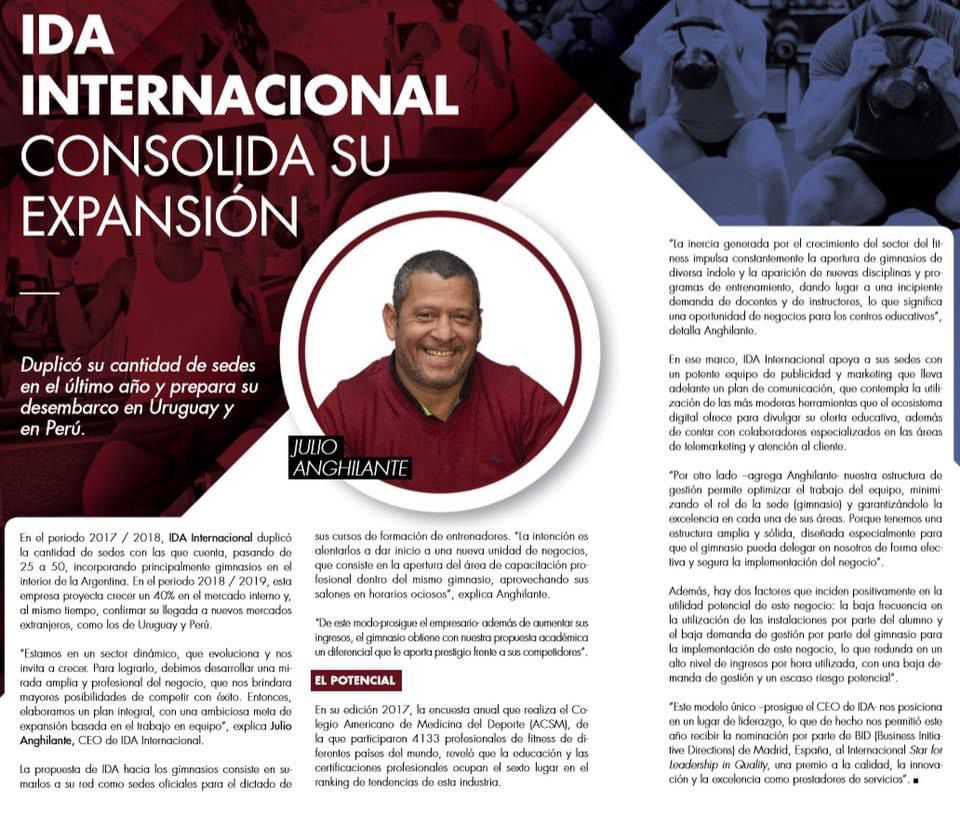 IDA
INTERNACIONAL
CONSOLIDA SU
EXPANSIÓN
Duplicó su cantidad de sedes
en el último año y prepara su
desembarco en Uruguay y
en Perú.
JULIO
ANGHILANTE
En el periodo 2017 / 2018, IDA Internacional duplicó
la cantidad de sedes con las que cuenta, pasando de
25 a 50, incorporando principalmente gimnasios en el
interior de la Argentina. En el periodo 2018 / 2019, esta
empresa proyecta crecer un 40% en el mercado interno y,
al mismo tiempo, confirmar su llegada a nuevos mercados
extranjeros, como los de Uruguay y Perú.
"Estamos en un sector dinámico, que evoluciona y nos
invita a crecer. Para lograrlo, debimos desarrollar una mi-
rada amplia y profesional del negocio, que nos brindara
mayores posibilidades de competir con éxito. Entonces,
elaboramos un plan integral, con una ambiciosa meta de
expansión basada en el trabajo en equipo", explica Julio
Anghilante, CEO de IDA Internacional.
La propuesta de IDA hacia los gimnasios consiste en su-
marlos a su red como sedes oficiales para el dictado de
sus cursos de formación de entrenadores. "La intención es
alentarlos a dar inicio a una nueva unidad de negocios,
que consiste en la apertura del área de capacitación pro-
fesional dentro del mismo gimnasio, aprovechando sus
salones en horarios ociosos", explica Anghilante.
"De este modo-prosigue el empresario- además de aumentar sus
ingresos, el gimnasio obtiene con nuestra propuesta académica
un diferencial que le aporta prestigio frente a sus competidores".
EL POTENCIAL
En su edición 2017, la encuesta anual que realiza el Co-
legio Americano de Medicina del Deporte (ACSM), de
la que participaron 4133 profesionales de fitness de di-
ferentes países del mundo, reveló que la educación y las
certificaciones profesionales ocupan el sexto lugar en el
ranking de tendencias de esta industria.
"La inercia generada por el crecimiento del sector del fit-
ness impulsa constantemente la apertura de gimnasios de
diversa índole y la aparición de nuevas disciplinas y pro-
gramas de entrenamiento, dando lugar a una incipiente
demanda de docentes y de instructores, lo que significa
una oportunidad de negocios para los centros educativos",
detalla Anghilante.
En ese marco, IDA Internacional apoya a sus sedes con
un potente equipo de publicidad y marketing que lleva
adelante un plan de comunicación, que contempla la utili-
zación de las más moderas herramientas que el ecosistema
digital ofrece para divulgar su oferta educativa, además
de contar con colaboradores especializados en las áreas
de telemarketing y atención al cliente.
"Por otro lado –agrega Anghilante- nuestra estructura de
gestión permite optimizar el trabajo del equipo, minimi-
zando el rol de la sede (gimnasio) y garantizándole la
excelencia en cada una de sus áreas. Porque tenemos una
estructura amplia y sólida, diseñada especialmente para
que el gimnasio pueda delegar en nosotros de forma efec-
tiva y segura la implementación del negocio".
Además, hay dos factores que inciden positivamente en la
utilidad potencial de este negocio: la baja frecuencia en
la utilización de las instalaciones por parte del alumno y
el baja demanda de gestión por parte del gimnasio para
la implementación de este negocio, lo que redunda en un
alto nivel de ingresos por hora utilizada, con una baja de-
manda de gestión y un escaso riesgo potencial".
"Este modelo único –prosigue el CEO de IDA- nos posiciona
en un lugar de liderazgo, lo que de hecho nos permitió este
año recibir la nominación por parte de BID (Business Initia-
tive Directions) de Madrid, España, al Internacional Star for
Leadership in Quality, una premio a la calidad, la innova-
ción y la excelencia como prestadores de servicios". ■